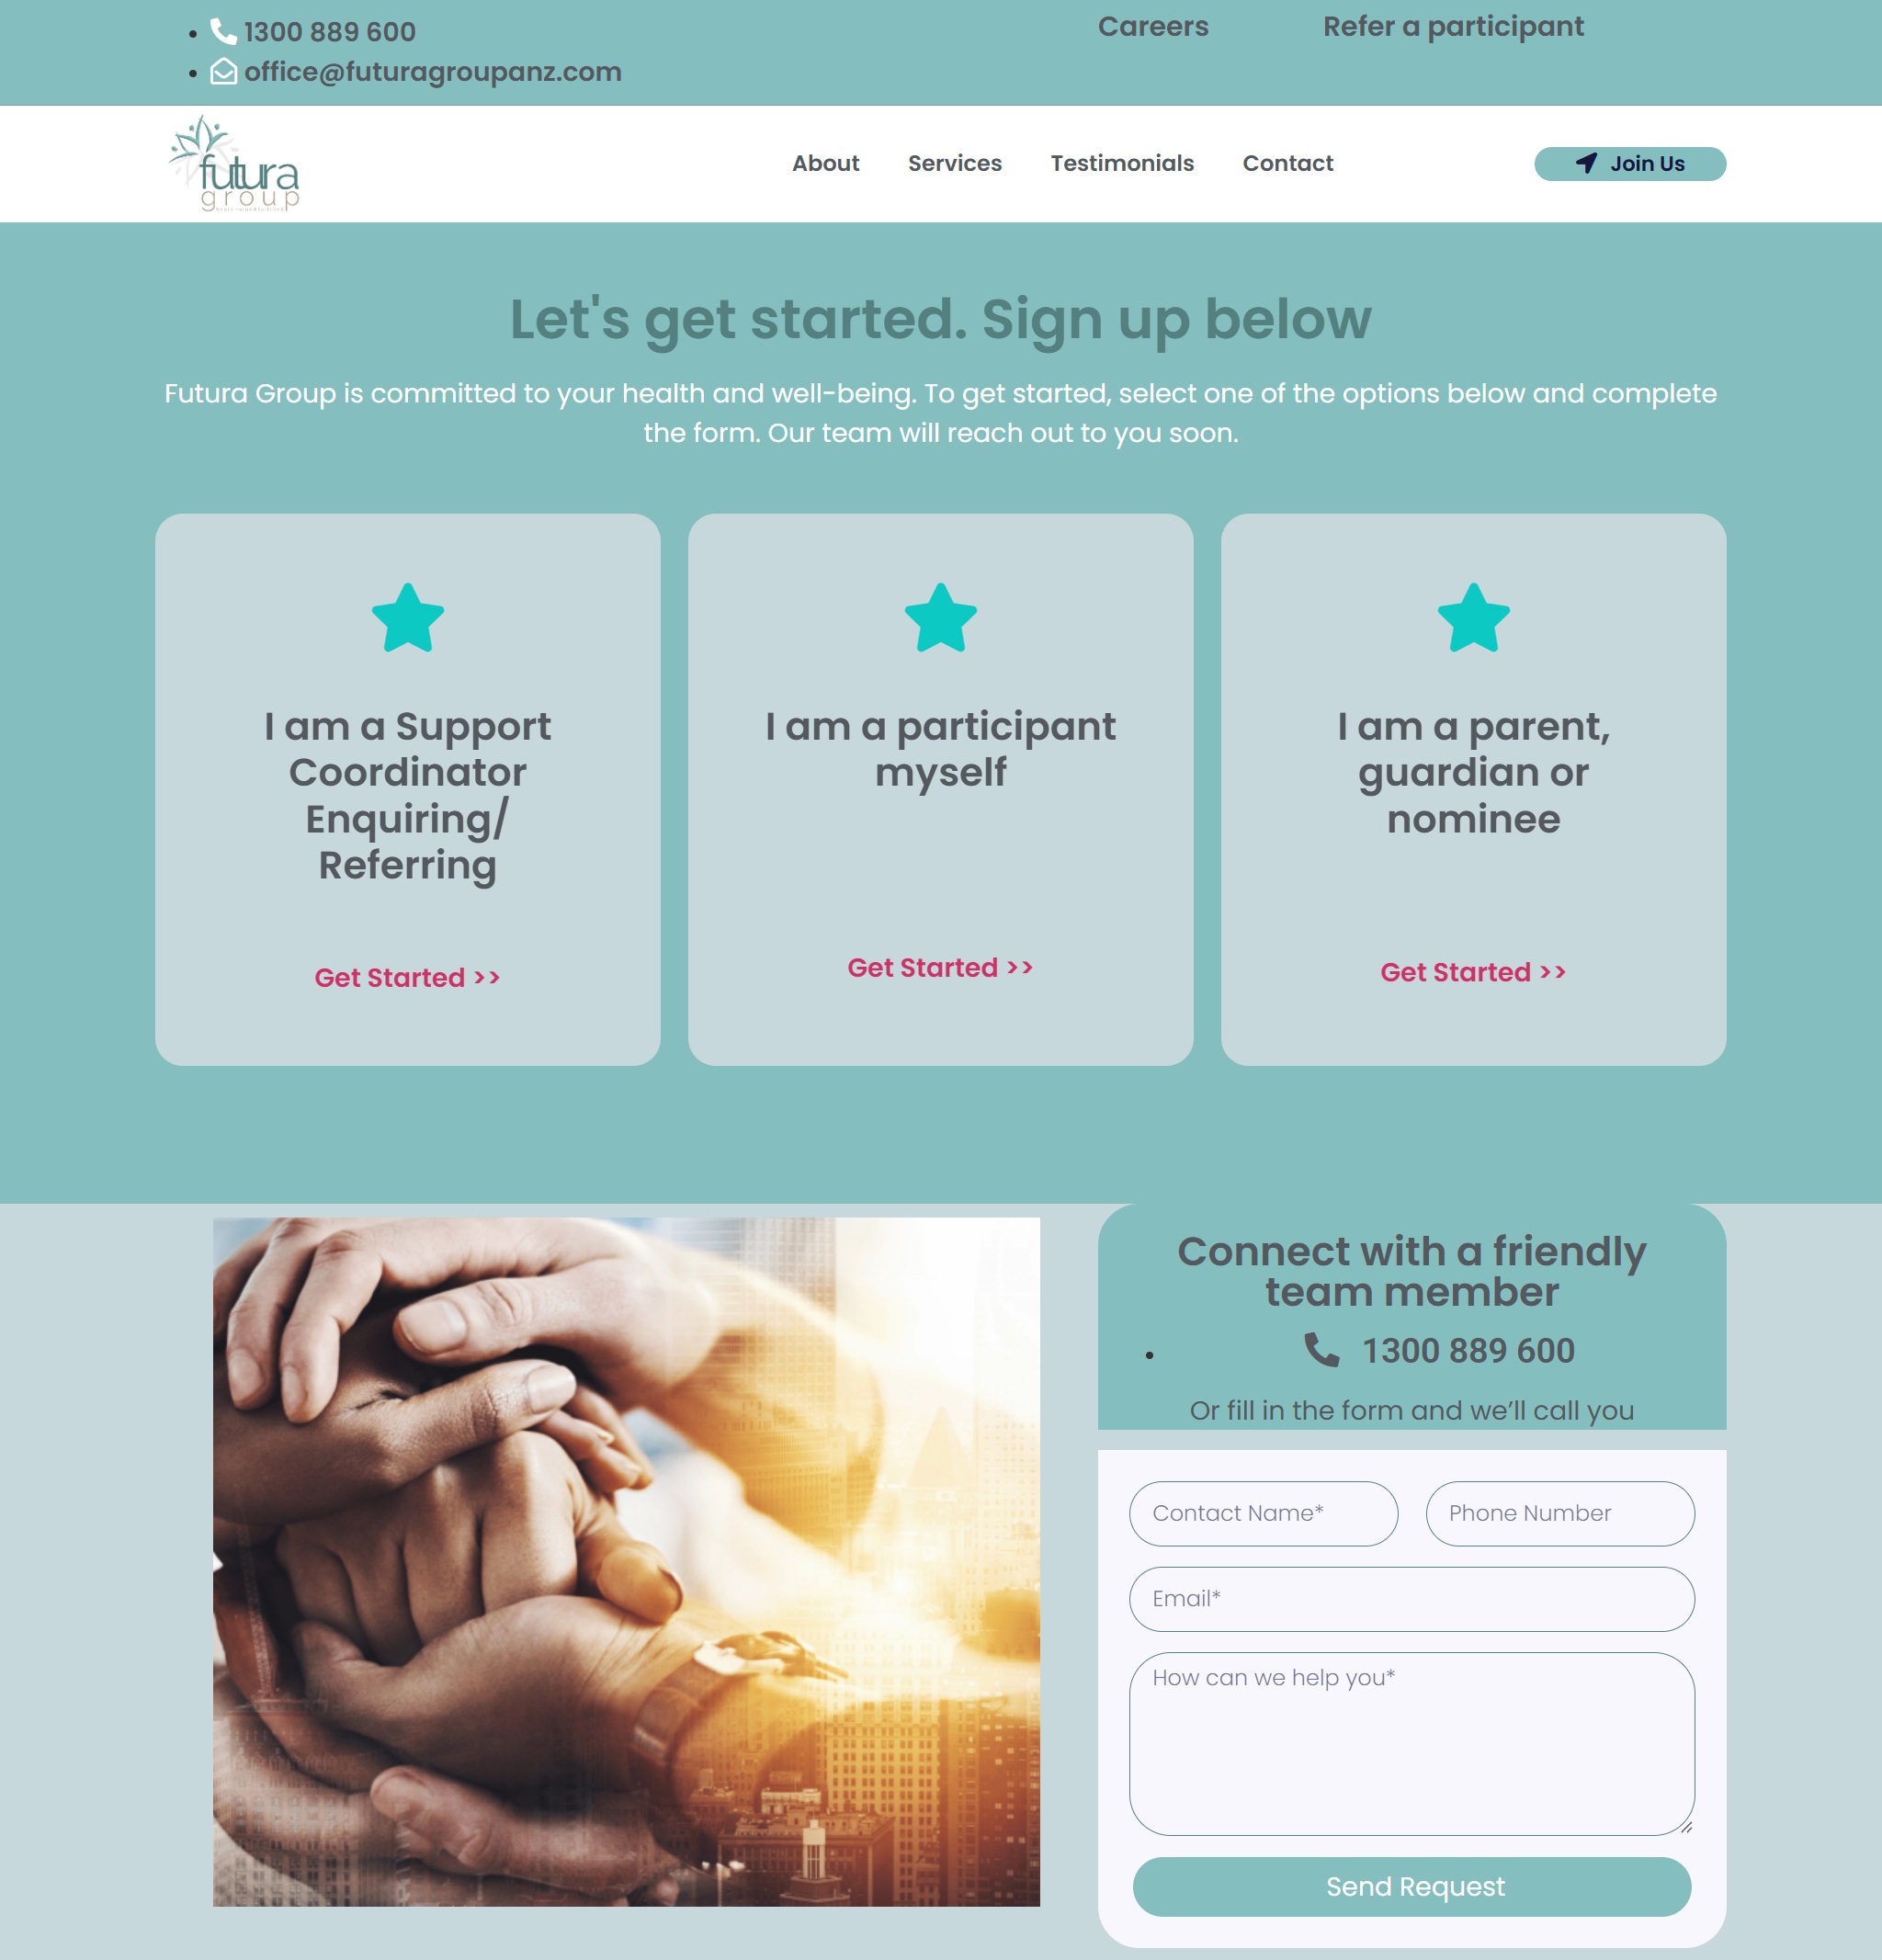 1300 889 600
office@futuragroupanz.com
Careers
Refer a participant
futura
group
About
Services
Testimonials
Contact
Join Us
Let's get started. Sign up below
Futura Group is committed to your health and well-being. To get started, select one of the options below and complete
the form. Our team will reach out to you soon.
I am a Support
Coordinator
Enquiring/
Referring
Get Started >>
I am a participant
myself
Get Started >>
I am a parent,
guardian or
nominee
Get Started >>
Connect with a friendly
team member
1300 889 600
Or fill in the form and we’ll call you
Contact Name*
Phone Number
Email*
How can we help you*
Send Request